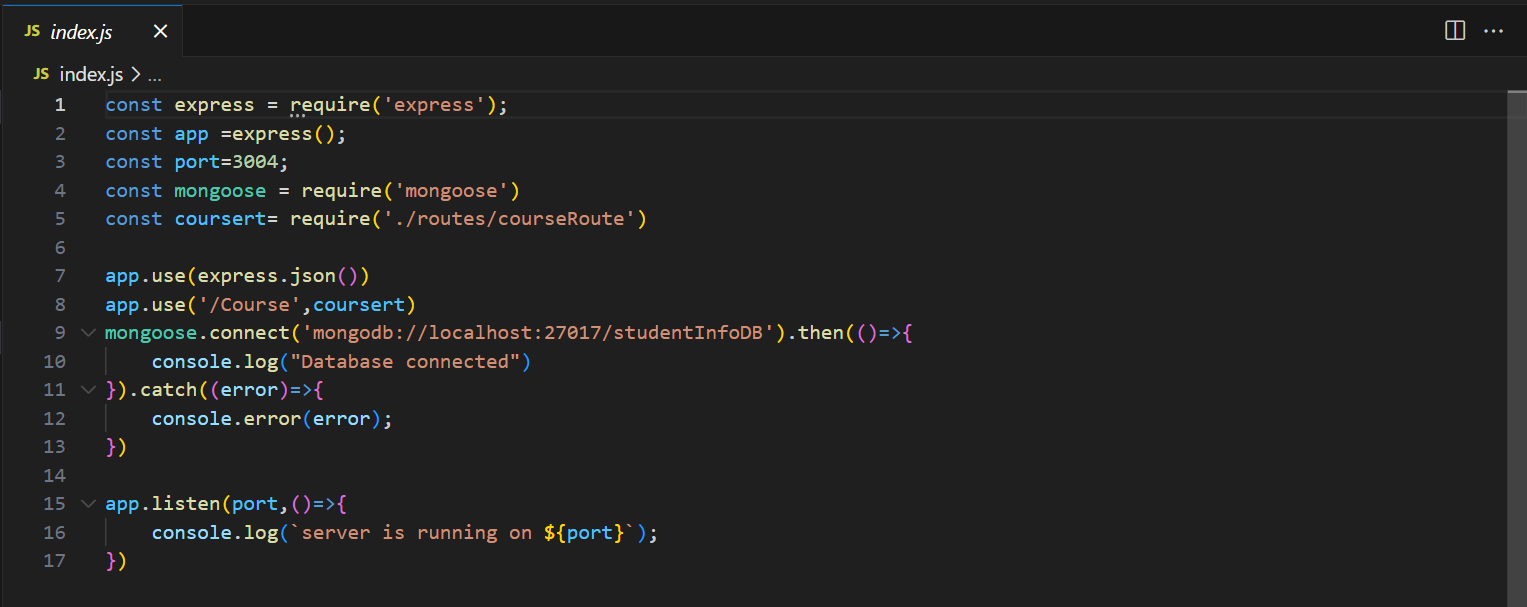 JS index.js
JS index.js > ...
1 const express = require('express');
2 const app =express();
3 const port=3004;
4 const mongoose = require('mongoose')
5 const coursert= require('./routes/courseRoute')
6
7 app.use(express.json())
8 app.use('/Course',coursert)
9 mongoose.connect('mongodb://localhost:27017/studentInfoDB').then(()=>{
10     console.log("Database connected")
11 }).catch((error)=>{
12     console.error(error);
13 })
14
15 app.listen(port,()=>{
16     console.log(`server is running on ${port}`);
17 })